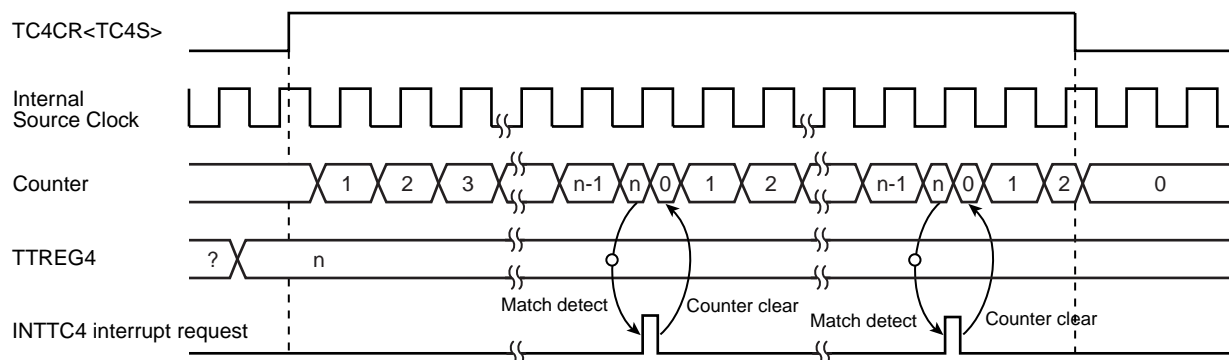 TC4CR<TC4S>
Internal
Source Clock
Counter 1 2 3 n-1 n 0 1 2 n-1 n 0 1 2 0
TTREG4 ? n
Match detect Counter clear Match detect Counter clear
INTTC4 interrupt request